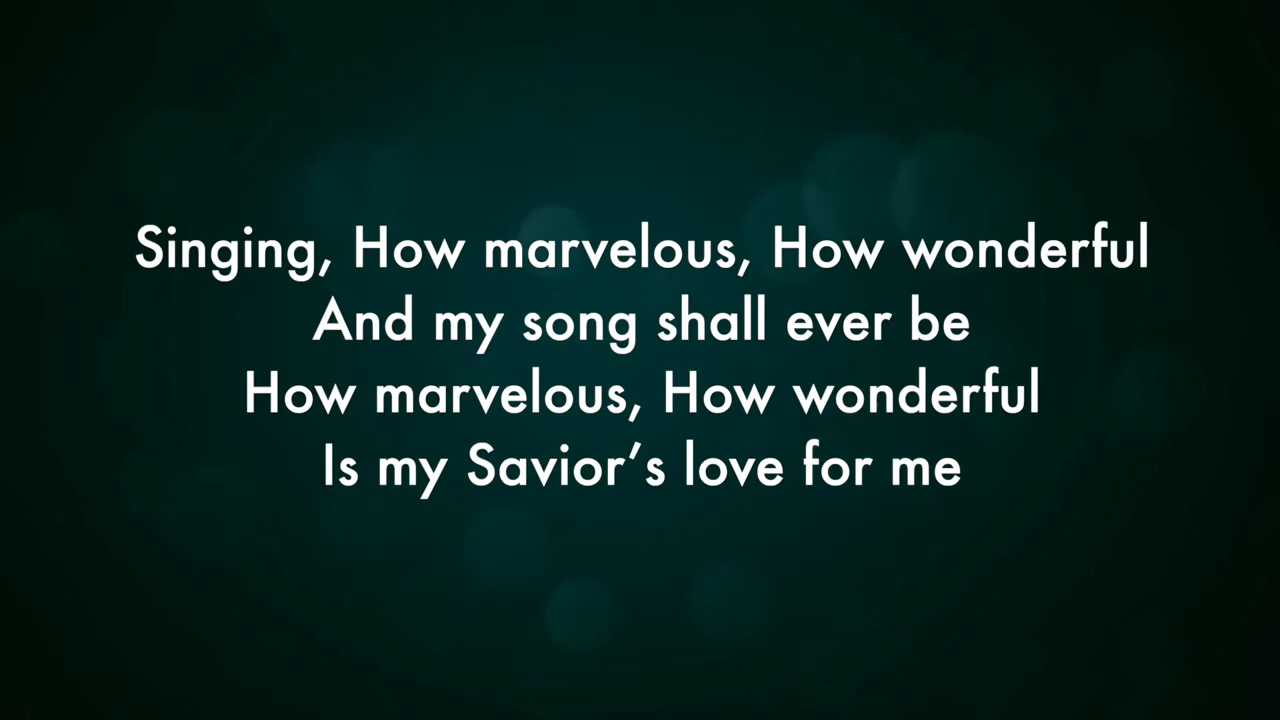 Singing, How marvelous, How wonderful
And my song shall ever be
How marvelous, How wonderful
Is my Savior’s love for me